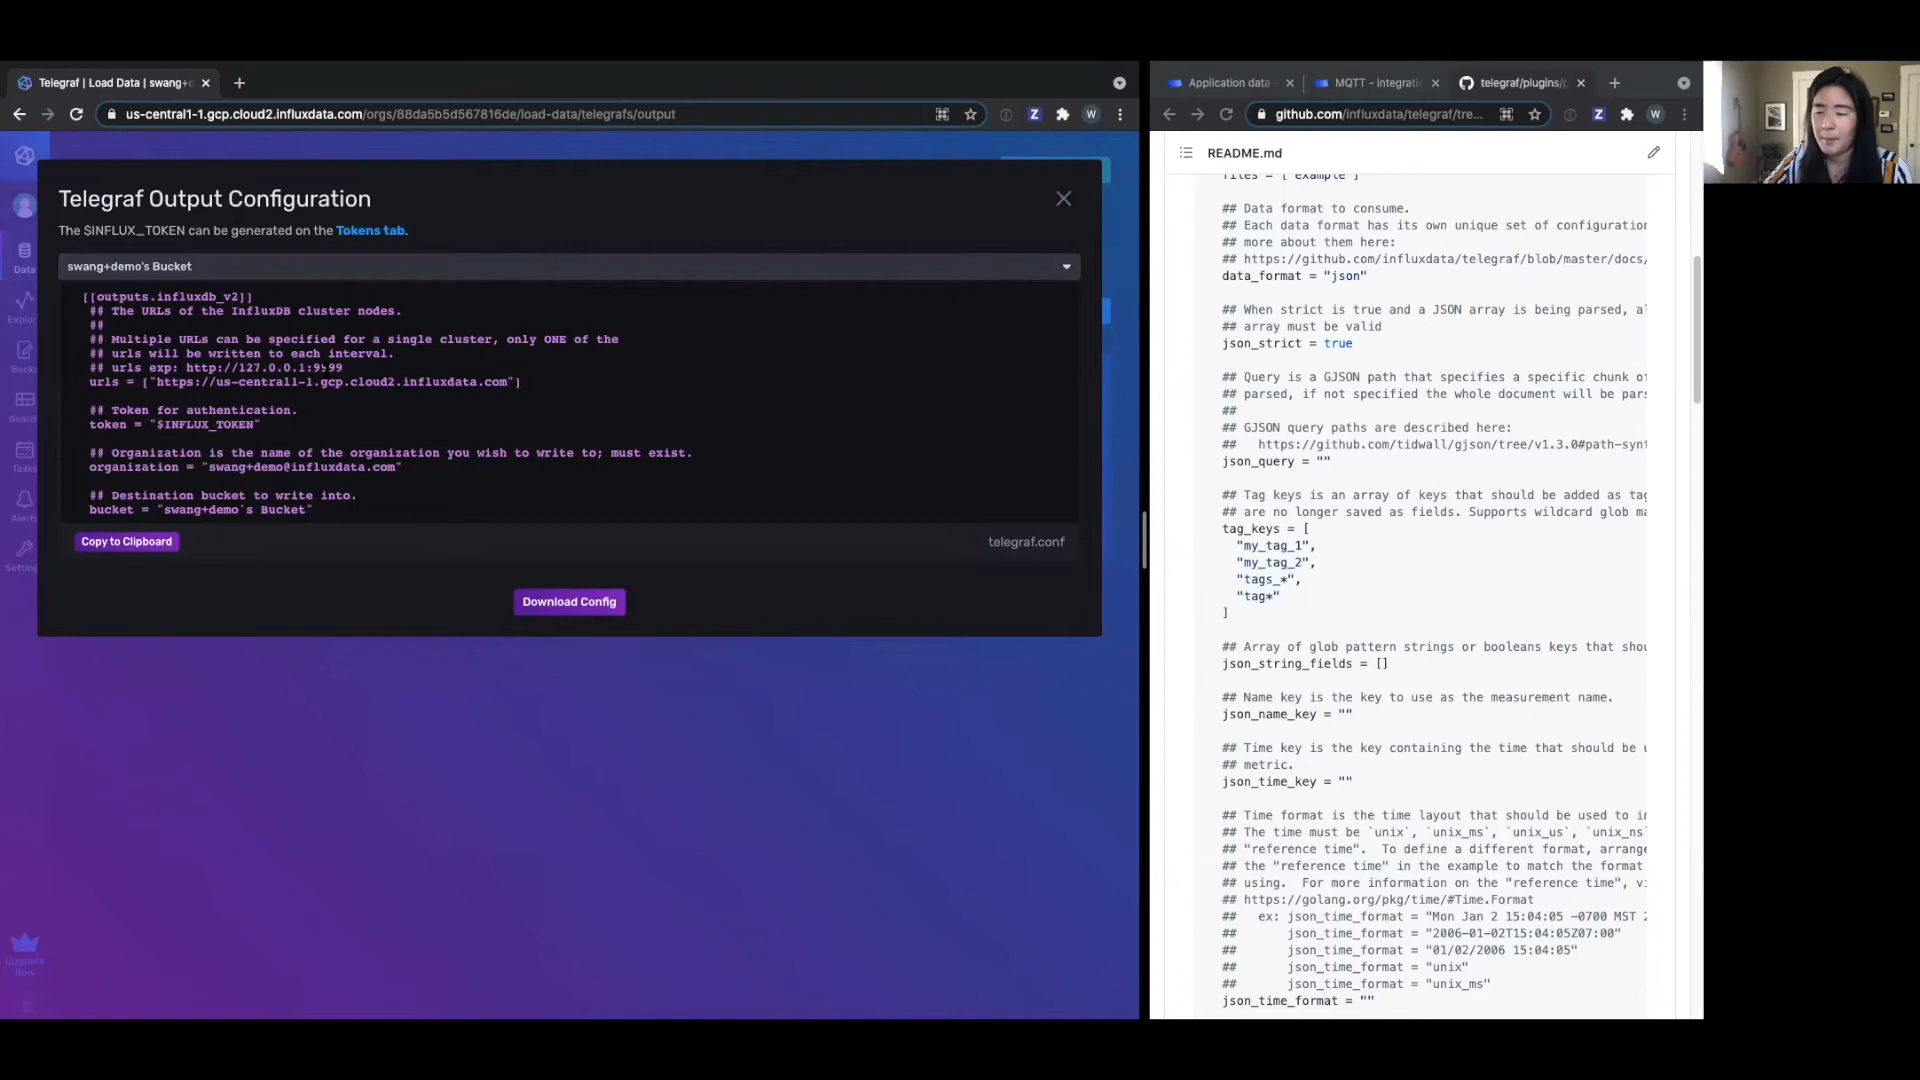 Telegraf | Load Data | swang+d
us-central1-1.gcp.cloud2.influxdata.com/orgs/88da5b5d567816de/load-data/telegrafs/output
Telegraf Output Configuration
The $INFLUX_TOKEN can be generated on the Tokens tab.
swang+demo's Bucket
[[outputs.influxdb_v2]]
## The URLs of the InfluxDB cluster nodes.
##
## Multiple URLs can be specified for a single cluster, only ONE of the
## urls will be written to each interval.
## urls exp: http://127.0.0.1:9999
urls = ["https://us-central1-1.gcp.cloud2.influxdata.com"]
## Token for authentication.
token = "$INFLUX_TOKEN"
## Organization is the name of the organization you wish to write to; must exist.
organization = "swang+demo@influxdata.com"
## Destination bucket to write into.
bucket = "swang+demo's Bucket"
Copy to Clipboard
telegraf.conf
Download Config
Data
Explor
Books
Board
Tasks
Alerts
Setting
Upgrade
Now
Application data
MQTT - Integrati
telegraf/plugins/p
github.com/influxdata/telegraf/tre...
Z
W
Z
W
README.md
files = ["example"]
## Data format to consume.
## Each data format has its own unique set of configuration
## more about them here:
## https://github.com/influxdata/telegraf/blob/master/docs/
data_format = "json"
## When strict is true and a JSON array is being parsed, al
## array must be valid
json_strict = true
## Query is a GJSON path that specifies a specific chunk of
## parsed, if not specified the whole document will be pars
##
## GJSON query paths are described here:
##   https://github.com/tidwall/gjson/tree/v1.3.0#path-synt
json_query = ""
## Tag keys is an array of keys that should be added as tag
## are no longer saved as fields. Supports wildcard glob ma
tag_keys = [
"my_tag_1",
"my_tag_2",
"tags_*",
"tag*"
]
## Array of glob pattern strings or booleans keys that shou
json_string_fields = []
## Name key is the key to use as the measurement name.
json_name_key = ""
## Time key is the key containing the time that should be u
## metric.
json_time_key = ""
## Time format is the time layout that should be used to in
## The time must be `unix`, `unix_ms`, `unix_us`, `unix_ns`
## "reference time".  To define a different format, arrange
## the "reference time" in the example to match the format
## using.  For more information on the "reference time", vi
## https://golang.org/pkg/time/#Time.Format
##   ex: json_time_format = "Mon Jan 2 15:04:05 -0700 MST 2
##       json_time_format = "2006-01-02T15:04:05Z07:00"
##       json_time_format = "01/02/2006 15:04:05"
##       json_time_format = "unix"
##       json_time_format = "unix_ms"
json_time_format = ""